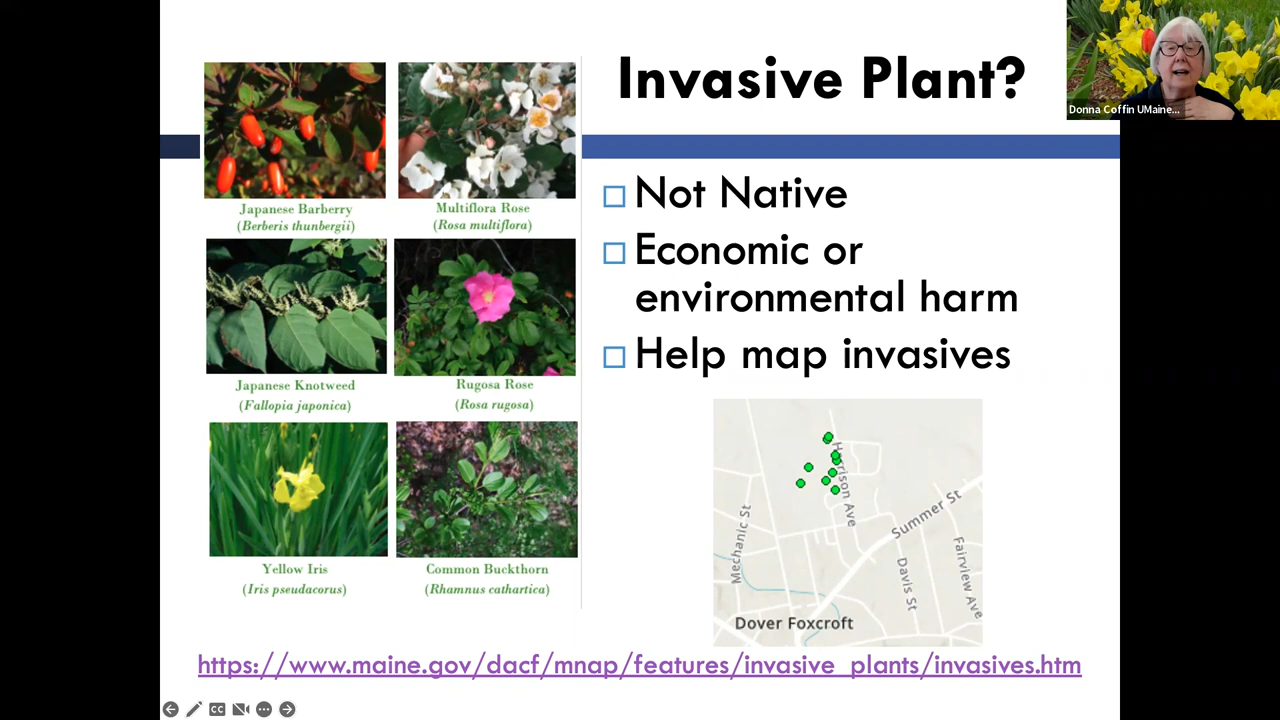 Invasive Plant?
Donna Coffin UMaine...
Japanese Barberry
(Berberis thunbergii)
Multiflora Rose
(Rosa multiflora)
Japanese Knotweed
(Fallopia japonica)
Rugosa Rose
(Rosa rugosa)
Yellow Iris
(Iris pseudacorus)
Common Buckthorn
(Rhamnus cathartica)
Not Native
Economic or
environmental harm
Help map invasives
Harrison Ave
Mechanic St
Summer St
Davis St
Fairview Ave
Dover Foxcroft
https://www.maine.gov/dacf/mnap/features/invasive_plants/invasives.htm
CC